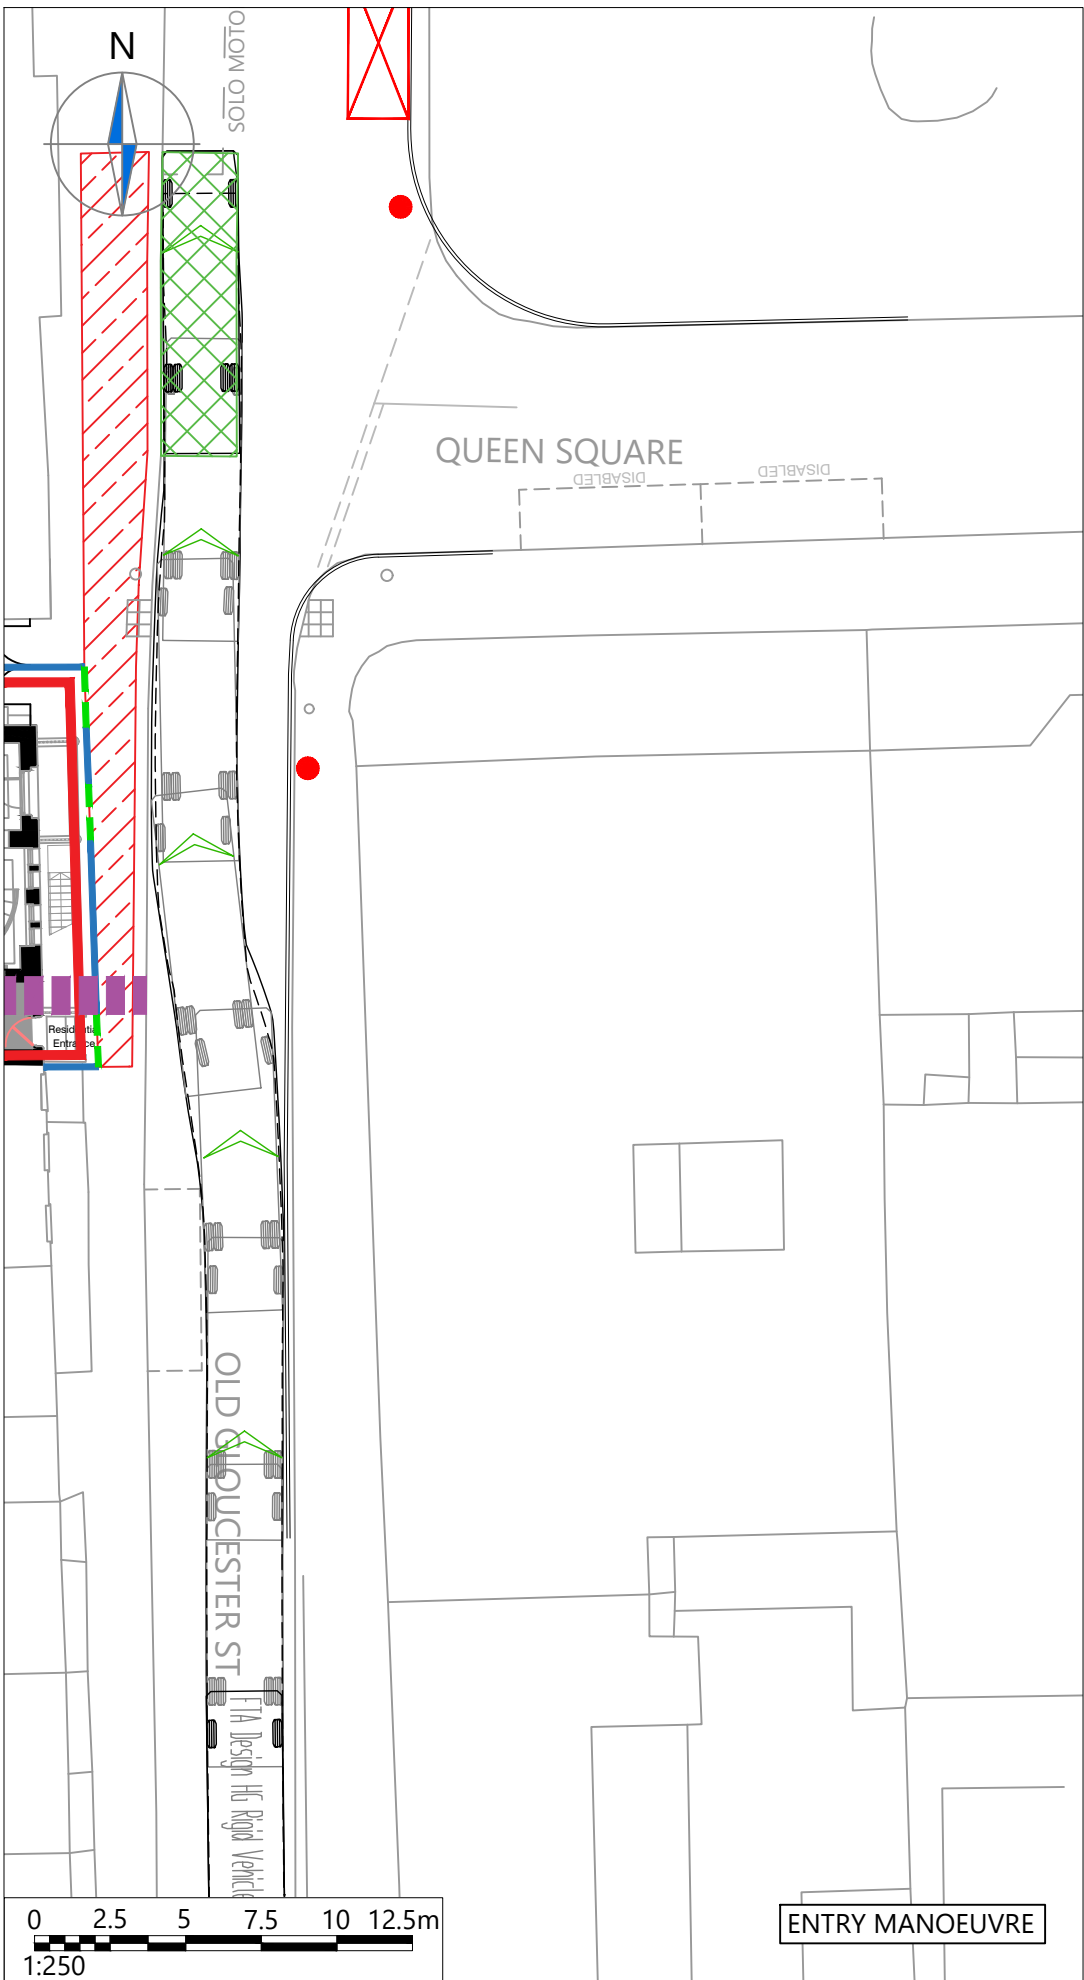 N
SOLO MOTO
QUEEN SQUARE
DISABLED
DISABLED
Residential
Entrance
OLD GLOUCESTER ST
FTA Design HG Rigid Vehicle
0 2.5 5 7.5 10 12.5m
1:250
ENTRY MANOEUVRE